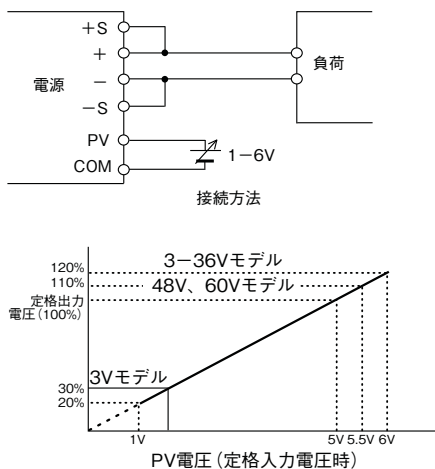 +S
+
電源
−
−S
PV
COM
負荷
1−6V
接続方法
120%
110%
定格出力
電圧(100%)
30%
20%
3−36Vモデル
48V、60Vモデル
3Vモデル
1V
5V 5.5V 6V
PV電圧(定格入力電圧時)